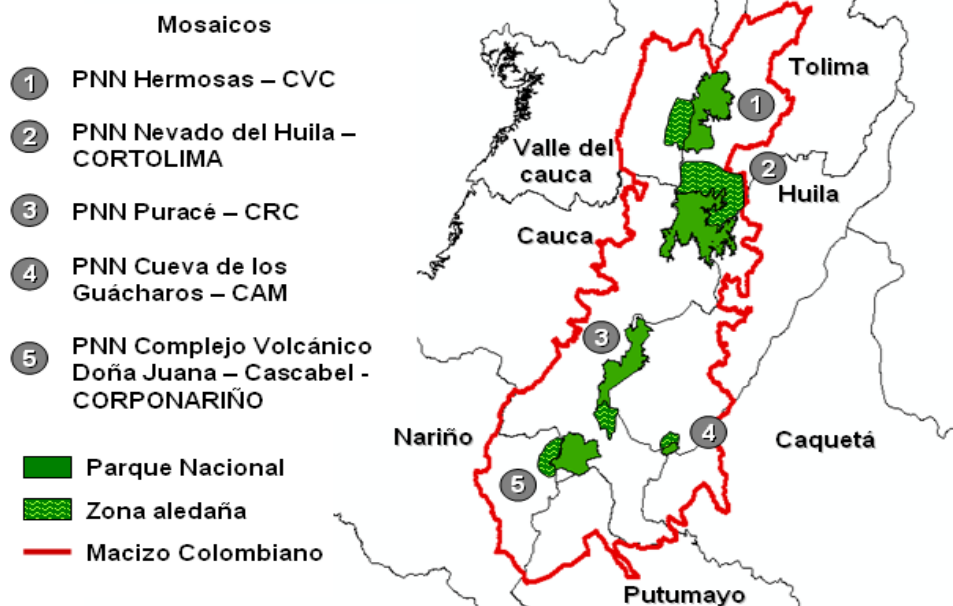 Mosaicos
1 PNN Hermosas – CVC
2 PNN Nevado del Huila –
CORTOLIMA
3 PNN Puracé – CRC
4 PNN Cueva de los
Guácharos – CAM
5 PNN Complejo Volcánico
Doña Juana – Cascabel -
CORPONARIÑO
Parque Nacional
Zona aledaña
Macizo Colombiano
Tolima
1
Valle del
cauca
2
Huila
Cauca
3
Nariño
4
Caquetá
5
Putumayo